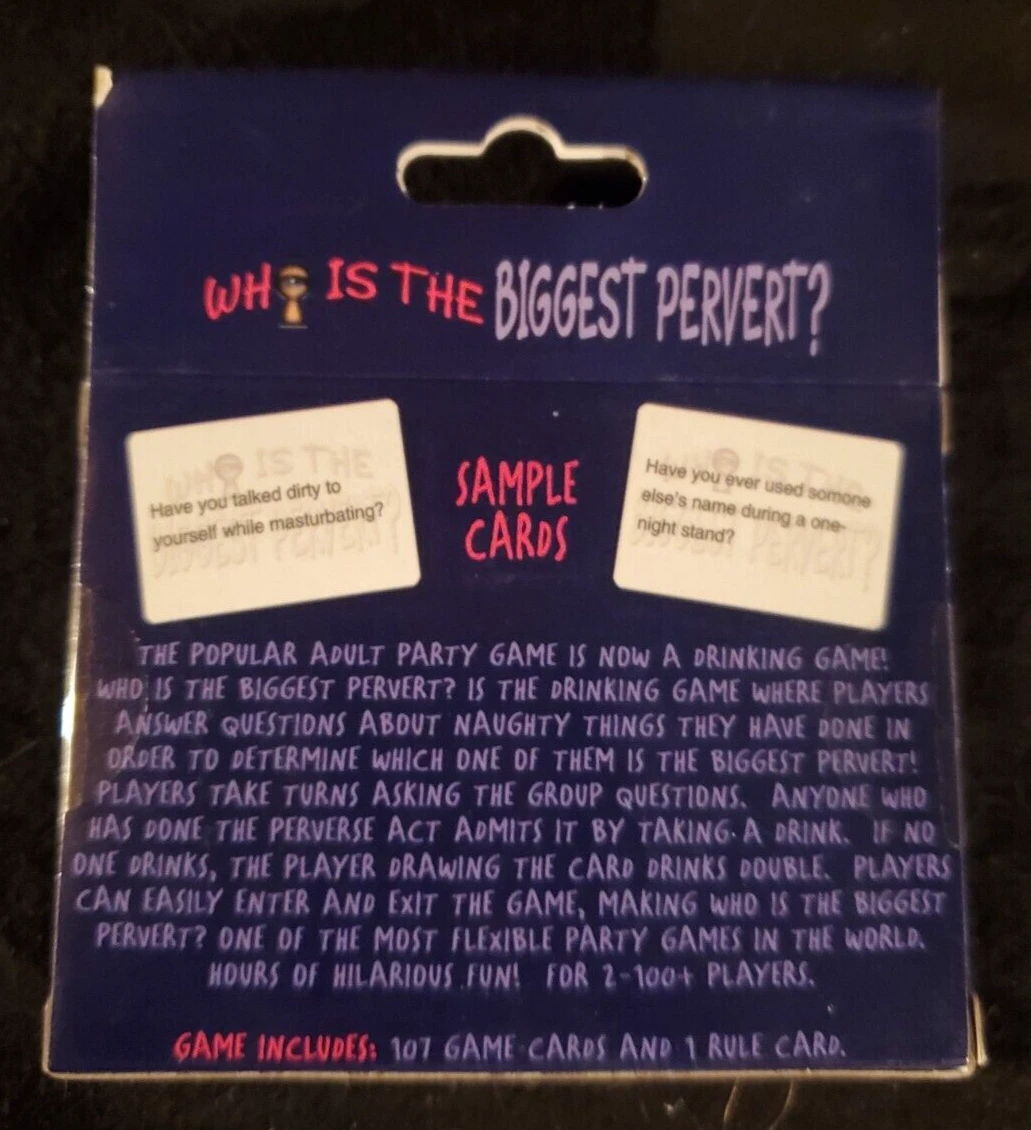 WHO IS THE BIGGEST PERVERT?
Have you talked dirty to
yourself while masturbating?
SAMPLE
CARDS
Have you ever used somone
else's name during a one-
night stand?
THE POPULAR ADULT PARTY GAME IS NOW A DRINKING GAME!
WHO IS THE BIGGEST PERVERT? IS THE DRINKING GAME WHERE PLAYERS
ANSWER QUESTIONS ABOUT NAUGHTY THINGS THEY HAVE DONE IN
ORDER TO DETERMINE WHICH ONE OF THEM IS THE BIGGEST PERVERT!
PLAYERS TAKE TURNS ASKING THE GROUP QUESTIONS. ANYONE WHO
HAS DONE THE PERVERSE ACT ADMITS IT BY TAKING A DRINK. IF NO
ONE DRINKS, THE PLAYER DRAWING THE CARD DRINKS DOUBLE. PLAYERS
CAN EASILY ENTER AND EXIT THE GAME, MAKING WHO IS THE BIGGEST
PERVERT? ONE OF THE MOST FLEXIBLE PARTY GAMES IN THE WORLD.
HOURS OF HILARIOUS FUN! FOR 2-100+ PLAYERS.
GAME INCLUDES: 107 GAME CARDS AND 1 RULE CARD.